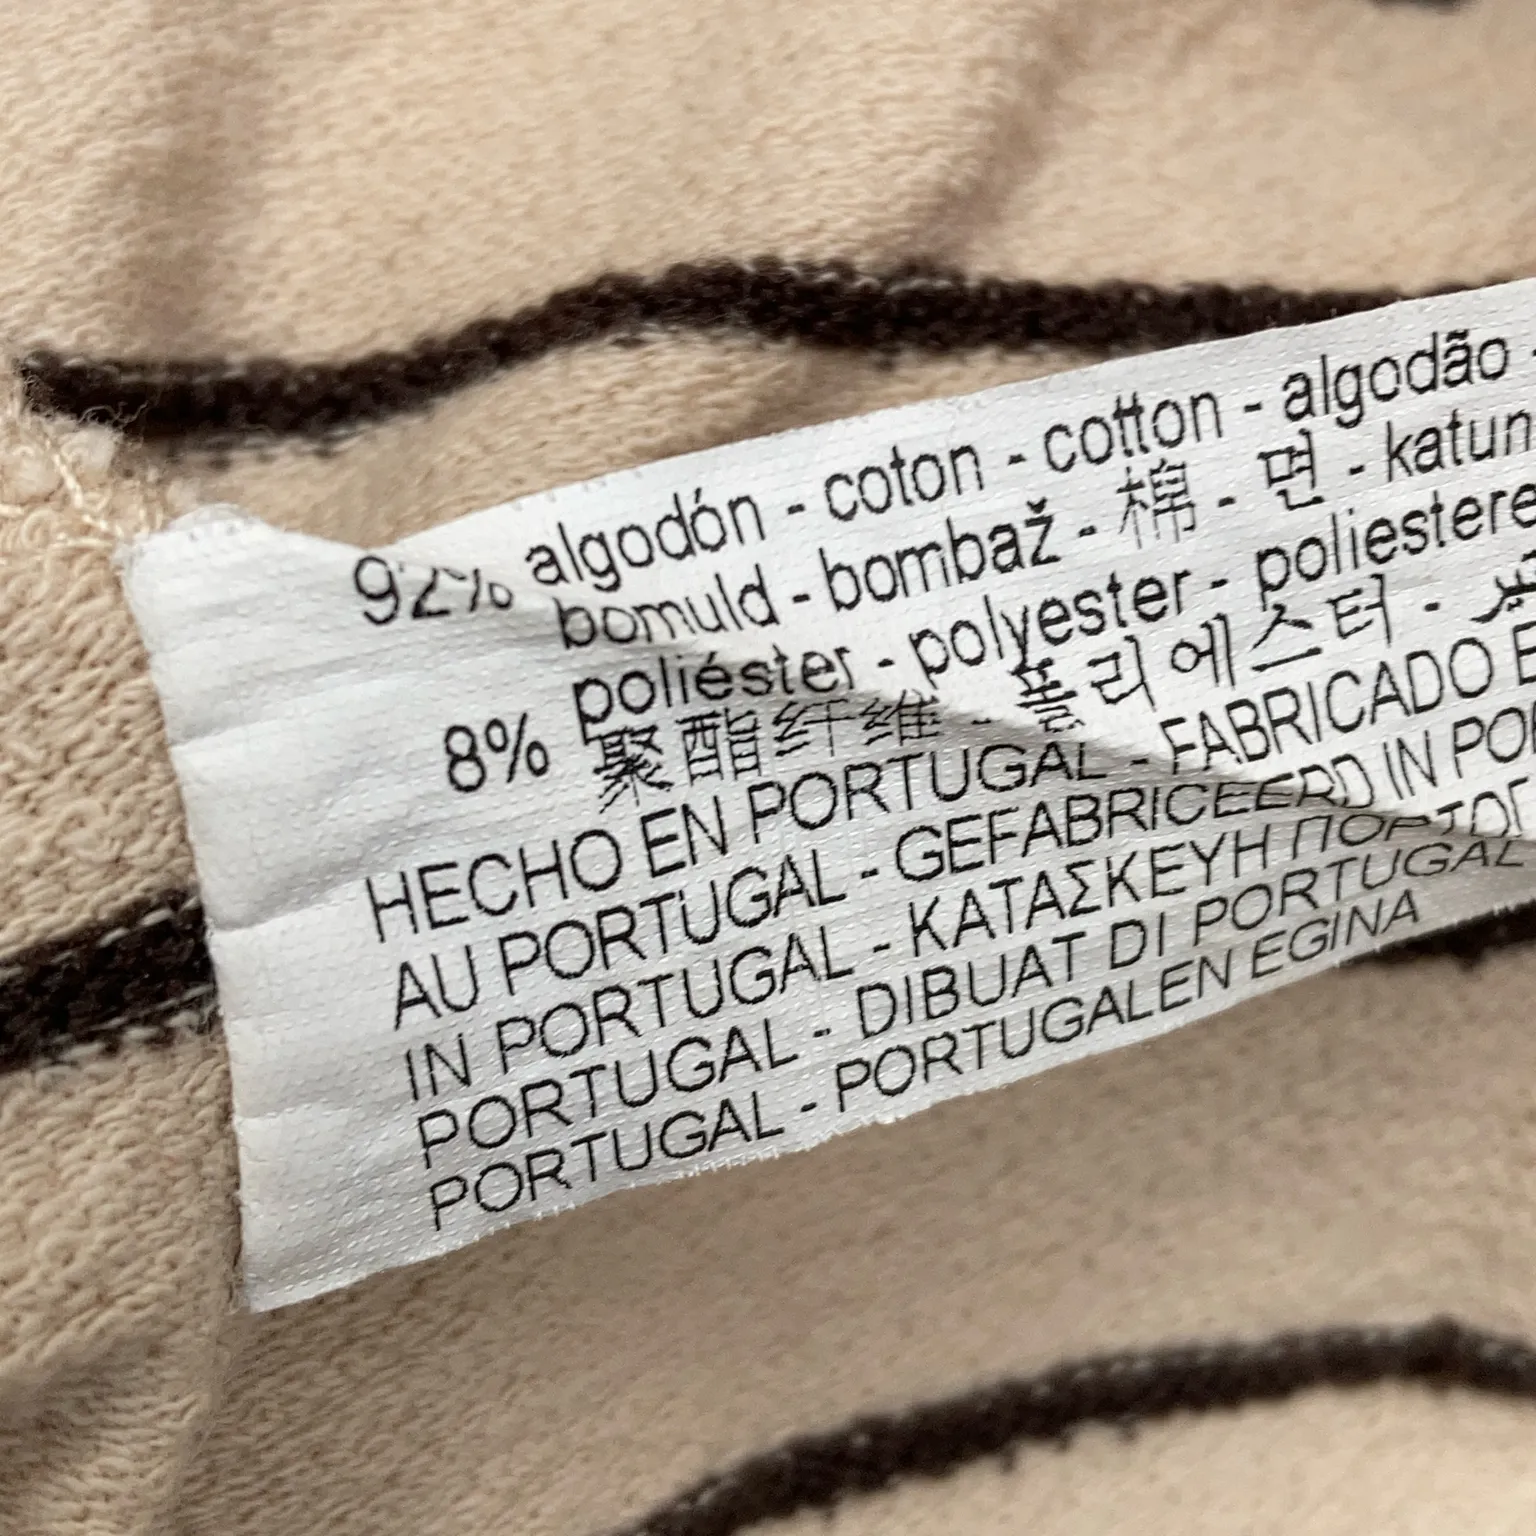 92% algodón - coton - cotton - algodão -
bomuld - bombaž - 棉 - 면 - katun
8% poliéster - polyester - poliestere
聚酯纤维 - 폴리에스터 -
HECHO EN PORTUGAL - FABRICADO E
AU PORTUGAL - GEFABRICEERD IN POR
IN PORTUGAL - ΚΑΤΑΣΚΕΥΗ ΠΟΡΤΟΓ
PORTUGAL - DIBUAT DI PORTUGAL
PORTUGAL - PORTUGALEN EGINA